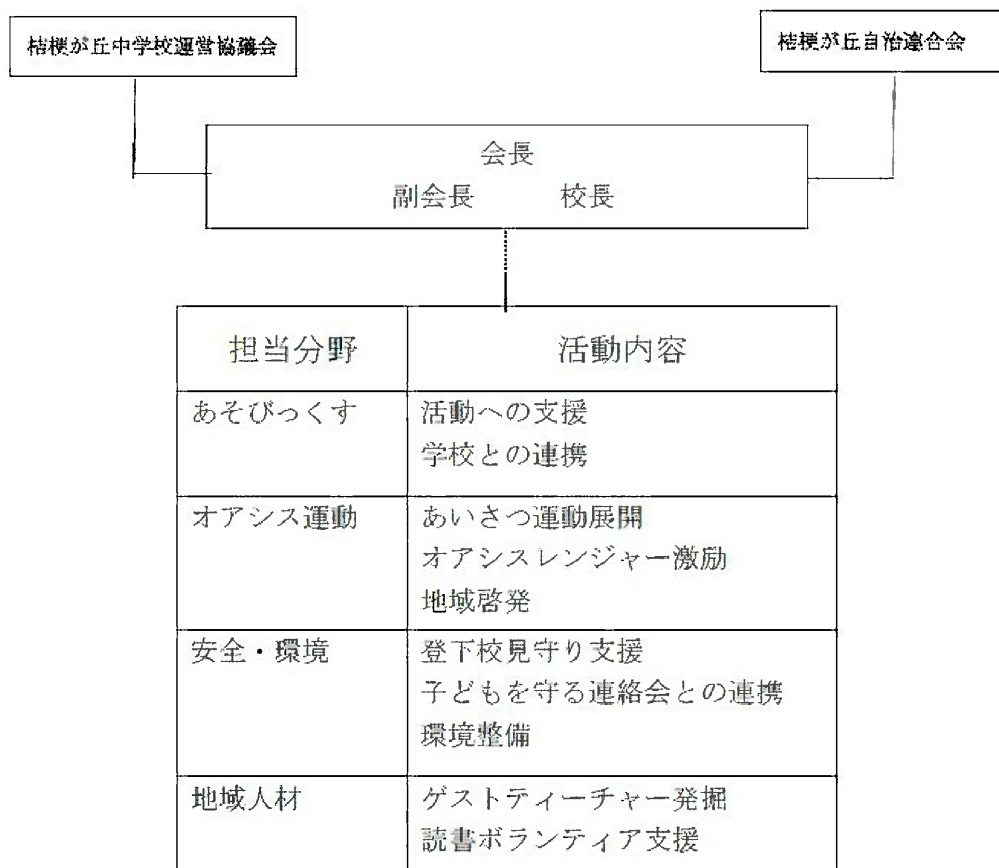 桔梗が丘中学校運営協議会
桔梗が丘自治連合会
会長
副会長 校長
担当分野 活動内容
あそびっくす 活動への支援
学校との連携
オアシス運動 あいさつ運動展開
オアシスレンジャー激励
地域啓発
安全・環境 登下校見守り支援
子どもを守る連絡会との連携
環境整備
地域人材 ゲストティーチャー発掘
読書ボランティア支援